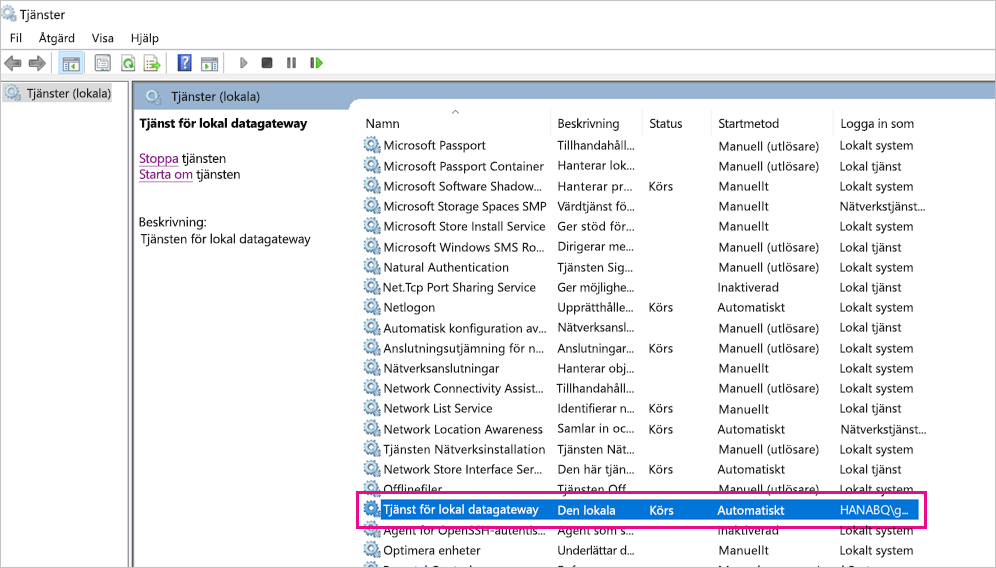 Tjänster
Fil Åtgärd Visa Hjälp
Tjänster (lokala)
Tjänster (lokala)
Tjänst för lokal datagateway
Stoppa tjänsten
Starta om tjänsten
Beskrivning:
Tjänsten för lokal datagateway
Namn Beskrivning Status Startmetod Logga in som
Microsoft Passport Tillhandahåll... Manuell (utlösare) Lokalt system
Microsoft Passport Container Hanterar lok... Manuell (utlösare) Lokal tjänst
Microsoft Software Shadow... Hanterar pr... Körs Manuellt Lokalt system
Microsoft Storage Spaces SMP Värdtjänst fö... Manuellt Nätverkstjänst...
Microsoft Store Install Service Ger stöd för... Manuellt Lokalt system
Microsoft Windows SMS Ro... Dirigerar me... Manuell (utlösare) Lokal tjänst
Natural Authentication Tjänsten Sig... Manuell (utlösare) Lokalt system
Net.Tcp Port Sharing Service Ger möjlighe... Inaktiverad Lokal tjänst
Netlogon Upprätthålle... Körs Automatiskt Lokalt system
Automatisk konfiguration av... Nätverksansl... Manuell (utlösare) Lokal tjänst
Anslutningsutjämning för n... Anslutningar... Körs Manuell (utlösare) Lokalt system
Nätverksanslutningar Hanterar obj... Manuellt Lokalt system
Network Connectivity Assist... Tillhandahåll... Manuell (utlösare) Lokalt system
Network List Service Identifierar n... Körs Manuellt Lokal tjänst
Network Location Awareness Samlar in oc... Körs Automatiskt Nätverkstjänst...
Tjänsten Nätverksinstallation Tjänsten Nät... Manuell (utlösare) Lokalt system
Network Store Interface Ser... Den här tjän... Körs Automatiskt Lokal tjänst
Offlinefiler Tjänsten Off... Manuell (utlösare) Lokalt system
Tjänst för lokal datagateway Den lokala Körs Automatiskt HANABQ\g...
Agent för OpenSSH-autentis... Agent som s... Inaktiverad Lokalt system
Optimera enheter Underlättar d... Manuellt Lokalt system